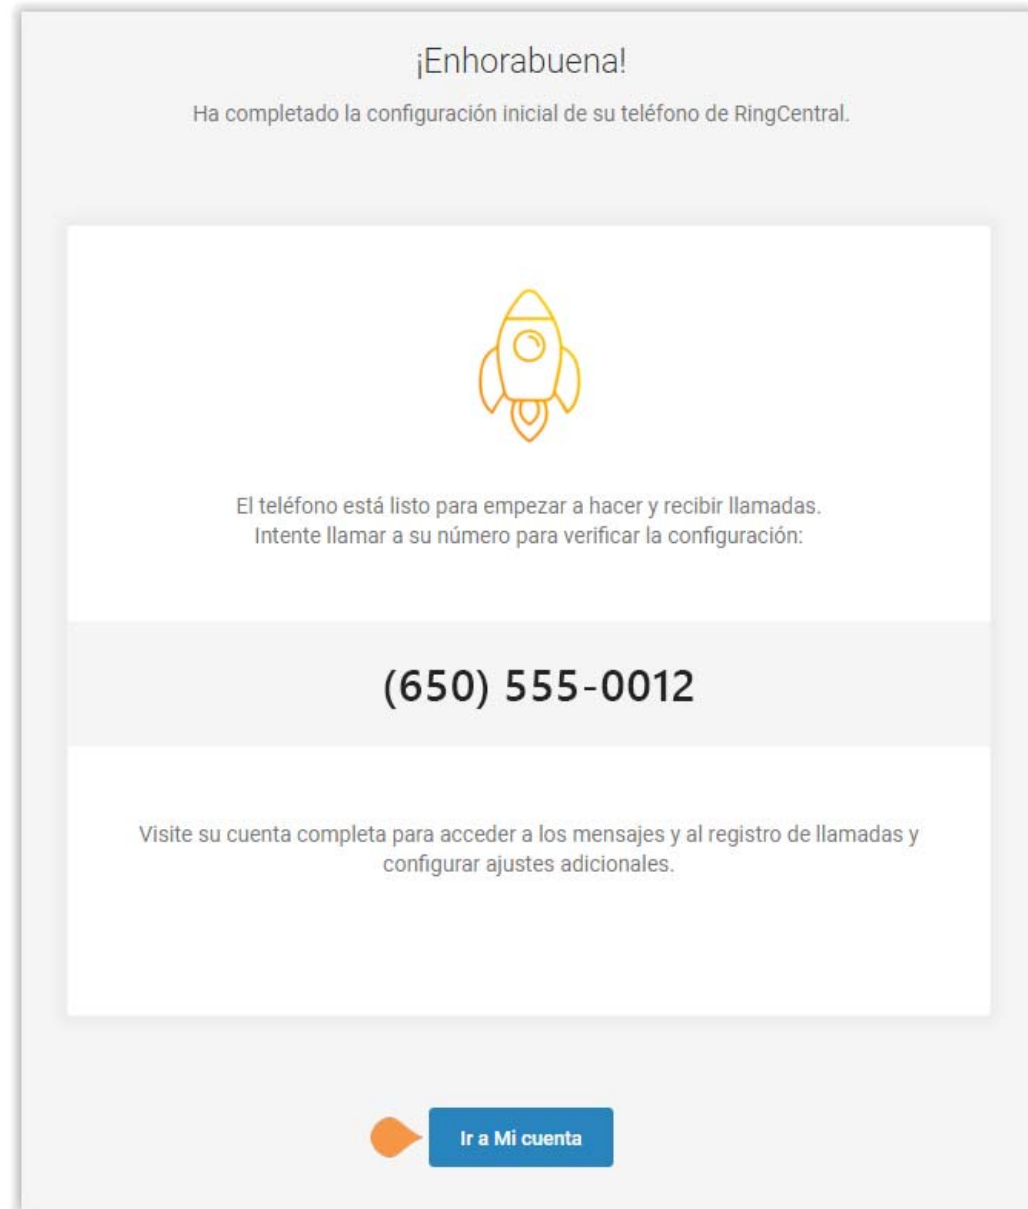 ¡Enhorabuena!
Ha completado la configuración inicial de su teléfono de RingCentral.
El teléfono está listo para empezar a hacer y recibir llamadas.
Intente llamar a su número para verificar la configuración:
(650) 555-0012
Visite su cuenta completa para acceder a los mensajes y al registro de llamadas y
configurar ajustes adicionales.
Ir a Mi cuenta